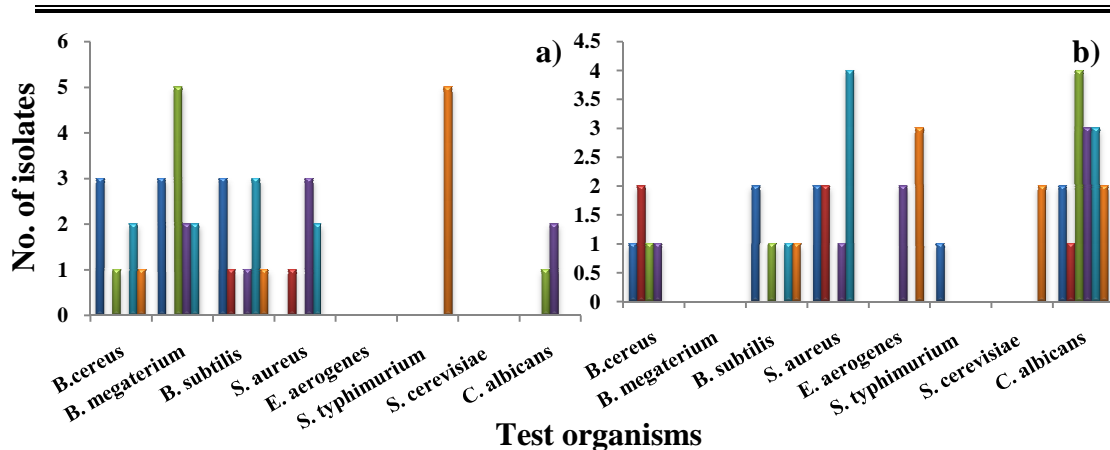 No. of isolates
6
5
4
3
2
1
0
a)
B.cereus
B. megaterium
B. subtilis
S. aureus
E. aerogenes
S. typhimurium
S. cerevisiae
C. albicans
4.5
4
3.5
3
2.5
2
1.5
1
0.5
0
b)
B.cereus
B. megaterium
B. subtilis
S. aureus
E. aerogenes
S. typhimurium
S. cerevisiae
C. albicans
Test organisms